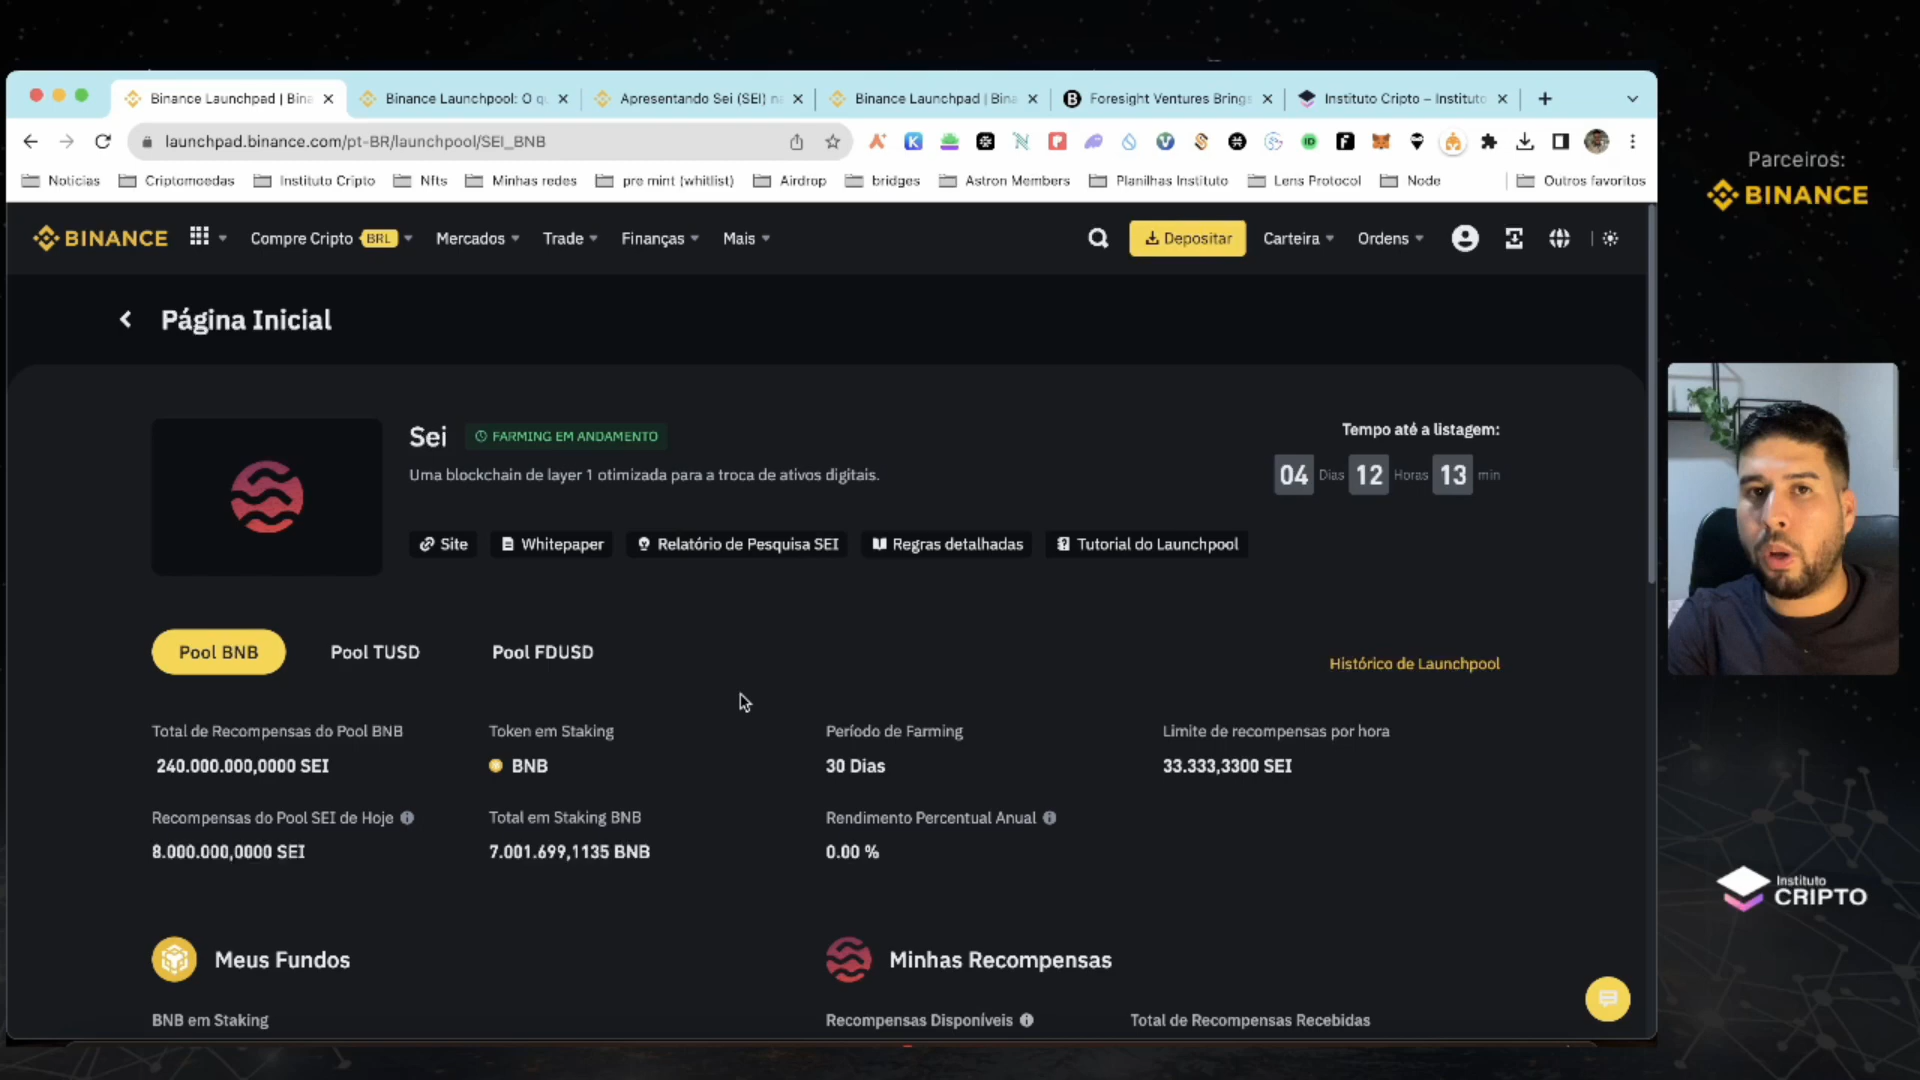 Binance Launchpad | Bina
Binance Launchpool: O q
Apresentando Sei (SEI) n
Binance Launchpad | Bina
Foresight Ventures Brings
Instituto Cripto – Instituto
launchpad.binance.com/pt-BR/launchpool/SEI_BNB
Notícias
Criptomoedas
Instituto Cripto
Nfts
Minhas redes
pre mint (whitlist)
Airdrop
bridges
Astron Members
Planilhas Instituto
Lens Protocol
Node
Outros favoritos
Parceiros:
BINANCE
BINANCE
Compre Cripto BRL
Mercados
Trade
Finanças
Mais
Depositar
Carteira
Ordens
Página Inicial
Sei
FARMING EM ANDAMENTO
Uma blockchain de layer 1 otimizada para a troca de ativos digitais.
Tempo até a listagem:
04 Dias 12 Horas 13 min
Site
Whitepaper
Relatório de Pesquisa SEI
Regras detalhadas
Tutorial do Launchpool
Pool BNB
Pool TUSD
Pool FDUSD
Histórico de Launchpool
Total de Recompensas do Pool BNB
240.000.000,0000 SEI
Token em Staking
BNB
Período de Farming
30 Dias
Limite de recompensas por hora
33.333,3300 SEI
Recompensas do Pool SEI de Hoje
8.000.000,0000 SEI
Total em Staking BNB
7.001.699,1135 BNB
Rendimento Percentual Anual
0.00 %
Instituto
CRIPTO
Meus Fundos
Minhas Recompensas
BNB em Staking
Recompensas Disponíveis
Total de Recompensas Recebidas